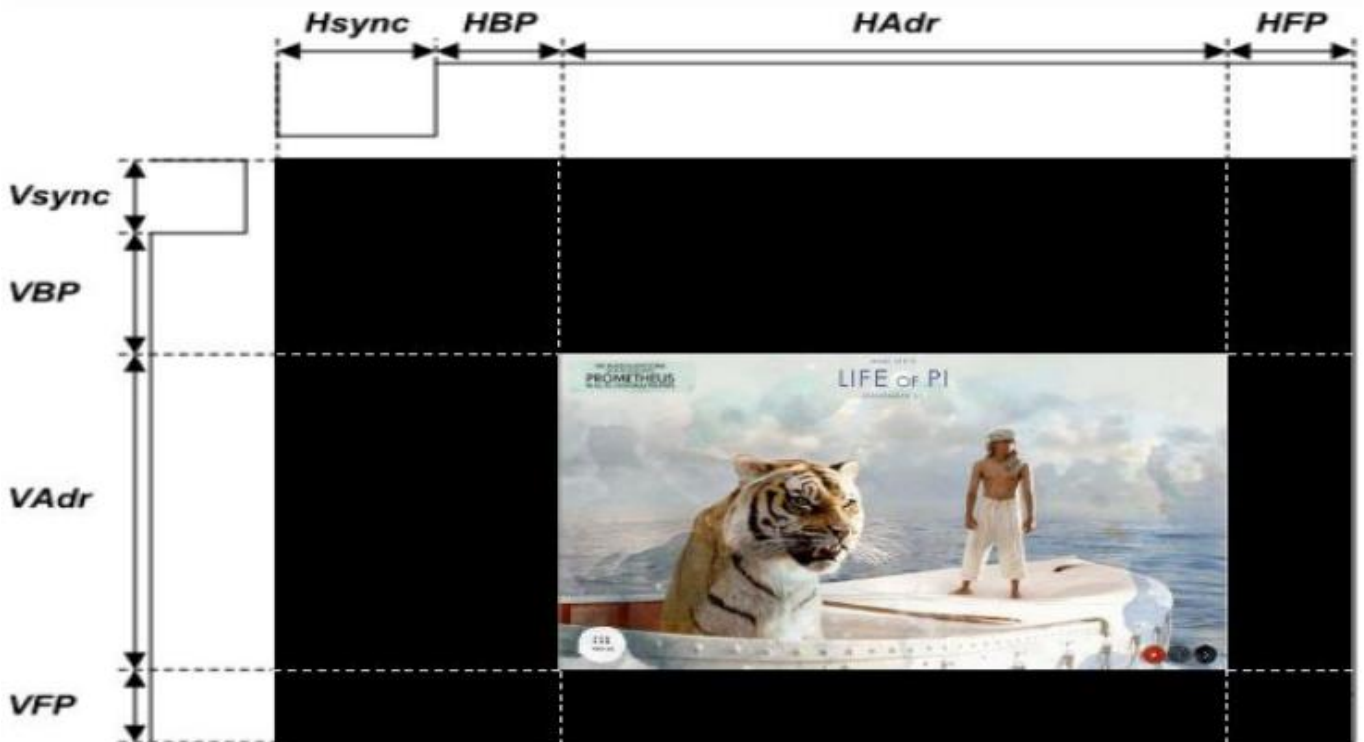 Hsync HBP HAdr HFP
Vsync
VBP
VAdr
VFP
PROMETHEUS
LIFE OF PI